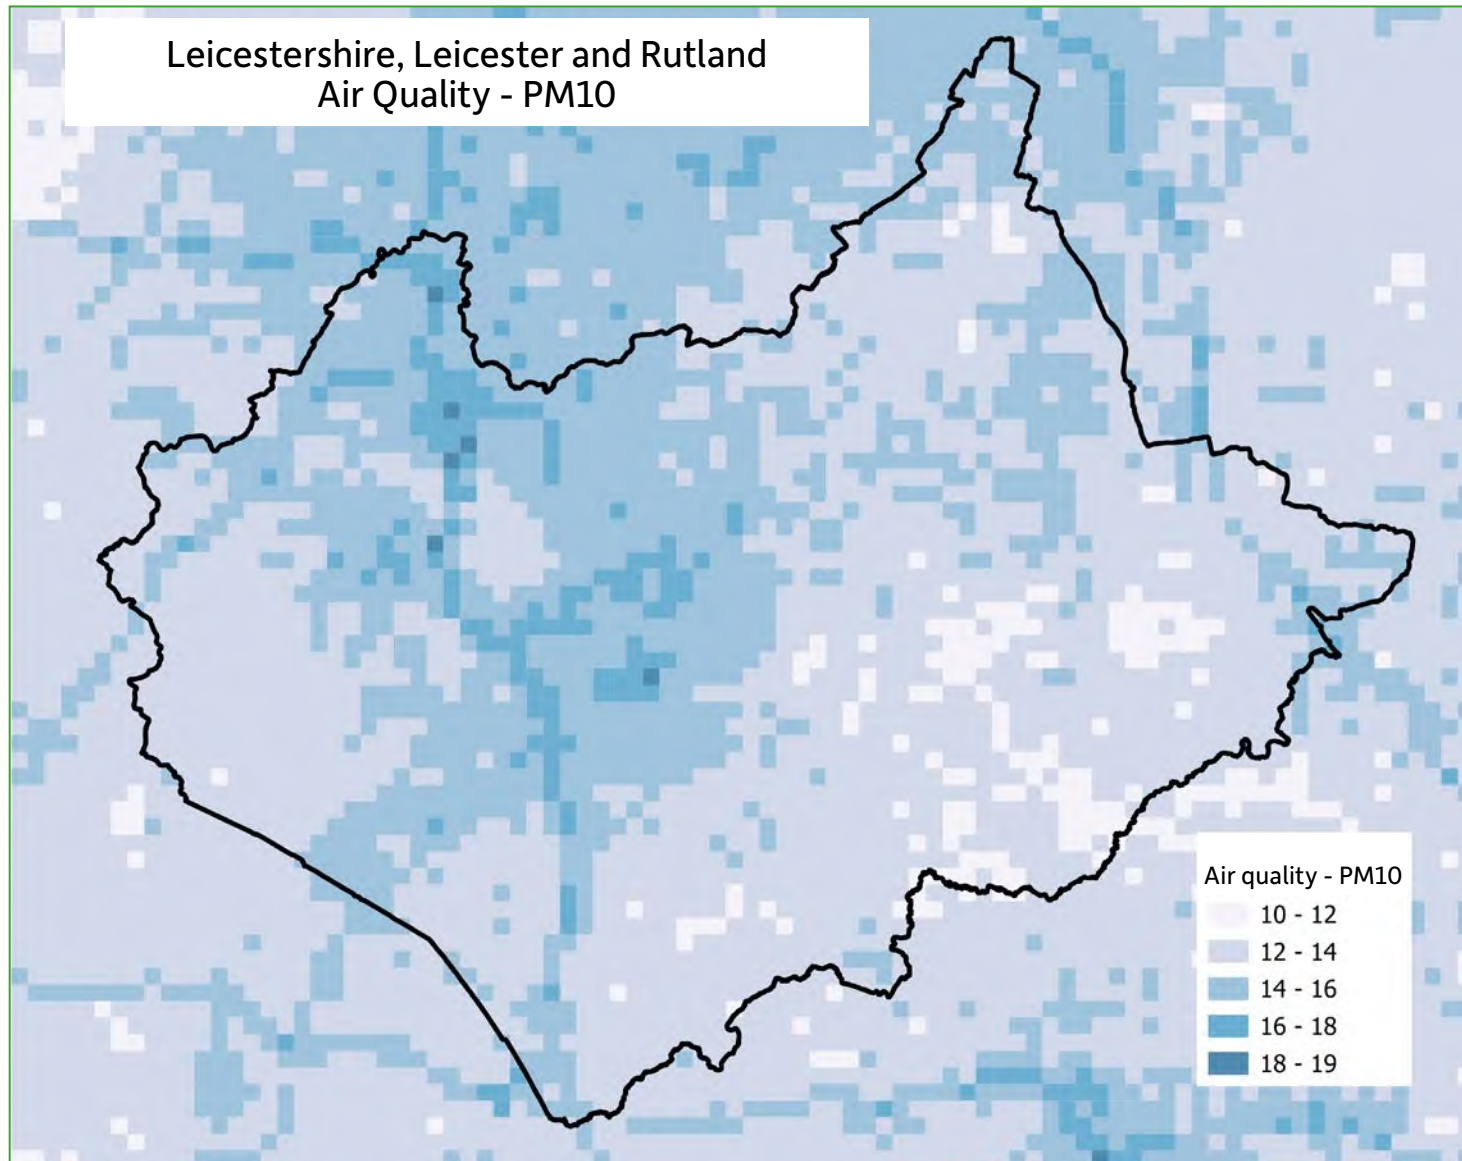 Leicestershire, Leicester and Rutland
Air Quality - PM10
Air quality - PM10
10 - 12
12 - 14
14 - 16
16 - 18
18 - 19